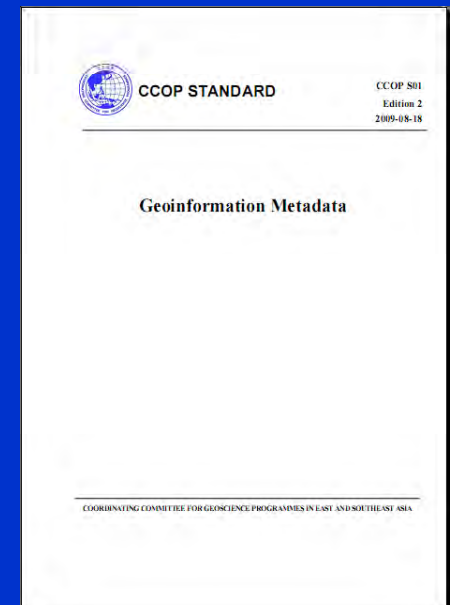 CCOP STANDARD
CCOP S01
Edition 2
2009-08-18
Geoinformation Metadata
COORDINATING COMMITTEE FOR GEOSCIENCE PROGRAMMES IN EAST AND SOUTHEAST ASIA